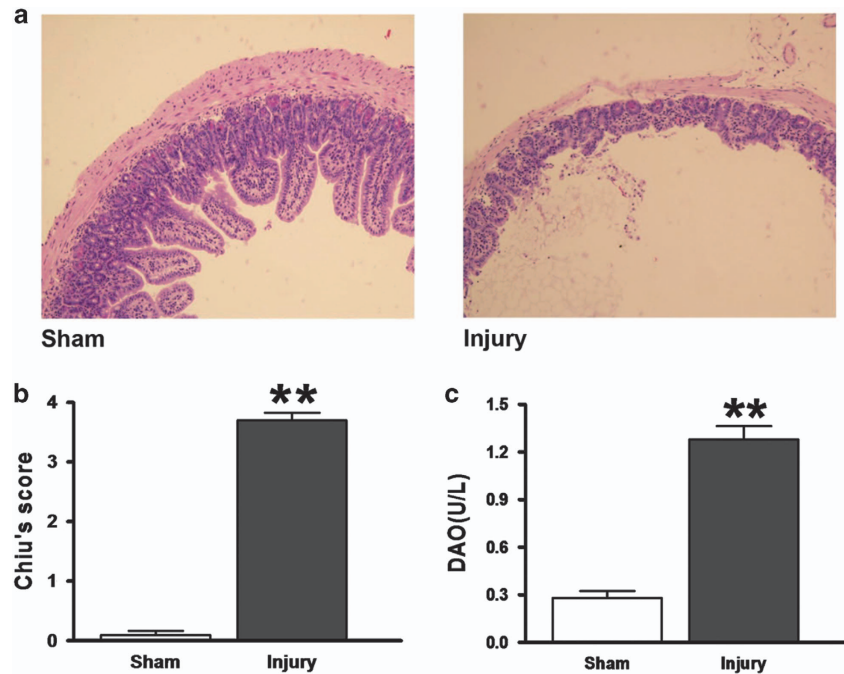 a
Sham
Injury
b
Chiu's score
4
3
2
1
0
**
Sham
Injury
c
DAO(U/L)
1.5
1.2
0.9
0.6
0.3
0.0
**
Sham
Injury